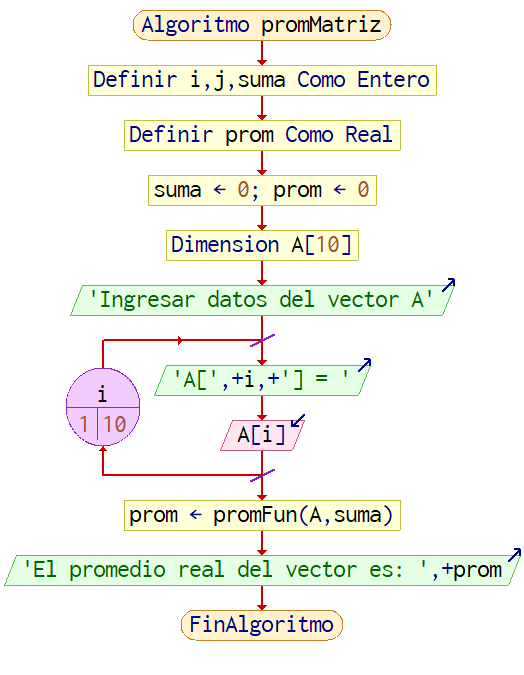 Algoritmo promMatriz
Definir i,j,suma Como Entero
Definir prom Como Real
suma ← 0; prom ← 0
Dimension A[10]
'Ingresar datos del vector A'
'A[',+i,+'] = '
i
1 10
A[i]
prom ← promFun(A,suma)
'El promedio real del vector es: ',+prom
FinAlgoritmo